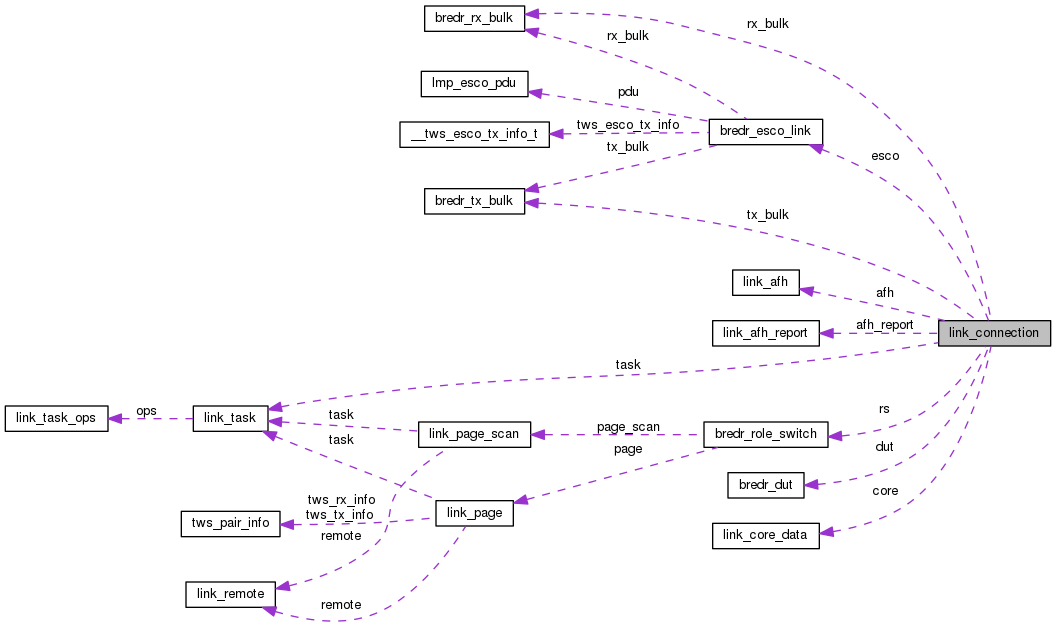 bredr_rx_bulk
rx_bulk
rx_bulk
lmp_esco_pdu
pdu
__tws_esco_tx_info_t
tws_esco_tx_info
bredr_esco_link
tx_bulk
esco
bredr_tx_bulk
tx_bulk
link_afh
afh
link_afh_report
afh_report
link_connection
task
link_task_ops
ops
link_task
task
task
link_page_scan
page_scan
page
bredr_role_switch
rs
bredr_dut
dut
core
tws_pair_info
tws_rx_info
tws_tx_info
link_page
remote
link_core_data
link_remote
remote